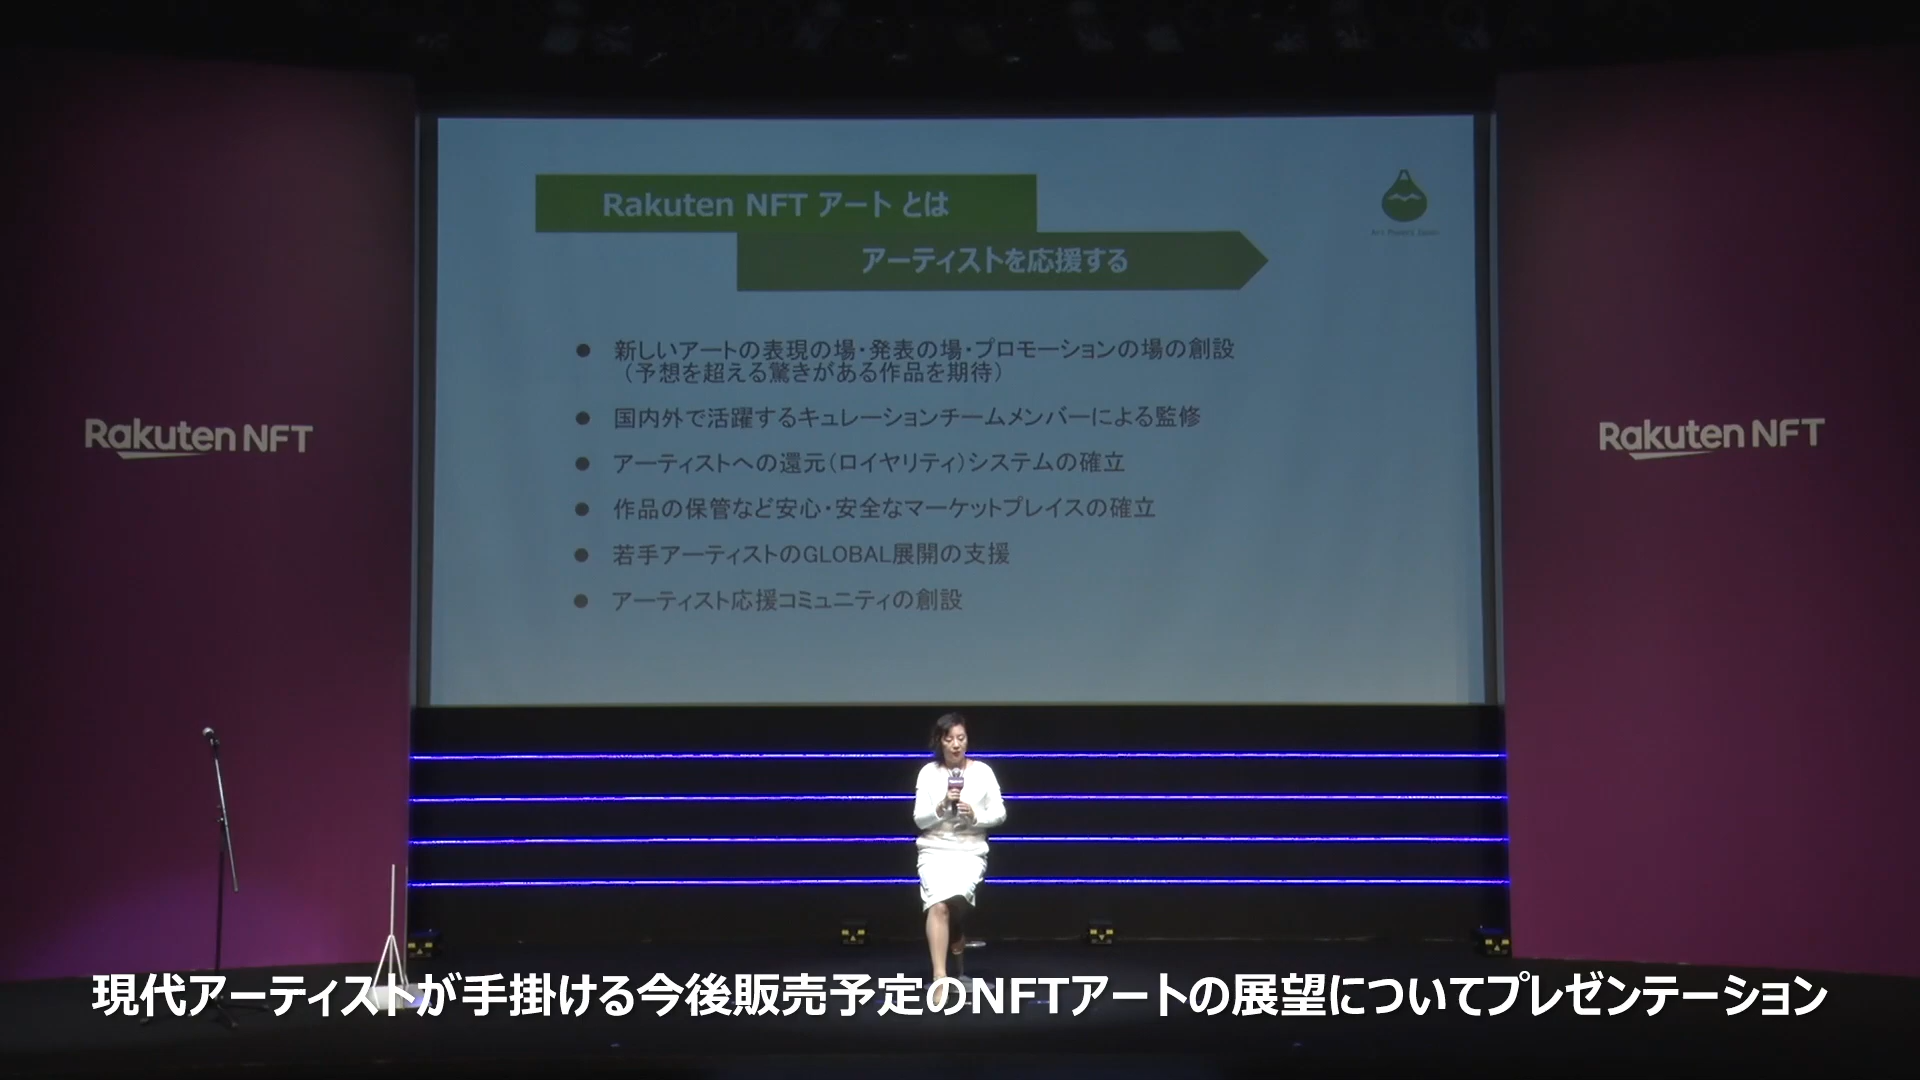 Rakuten NFT アート とは
アーティストを応援する
● 新しいアートの表現の場・発表の場・プロモーションの場の創設
（予想を超える驚きがある作品を期待）
● 国内外で活躍するキュレーションチームメンバーによる監修
● アーティストへの還元（ロイヤリティ）システムの確立
● 作品の保管など安心・安全なマーケットプレイスの確立
● 若手アーティストのGLOBAL展開の支援
● アーティスト応援コミュニティの創設
Rakuten NFT
Rakuten NFT
現代アーティストが手掛ける今後販売予定のNFTアートの展望についてプレゼンテーション